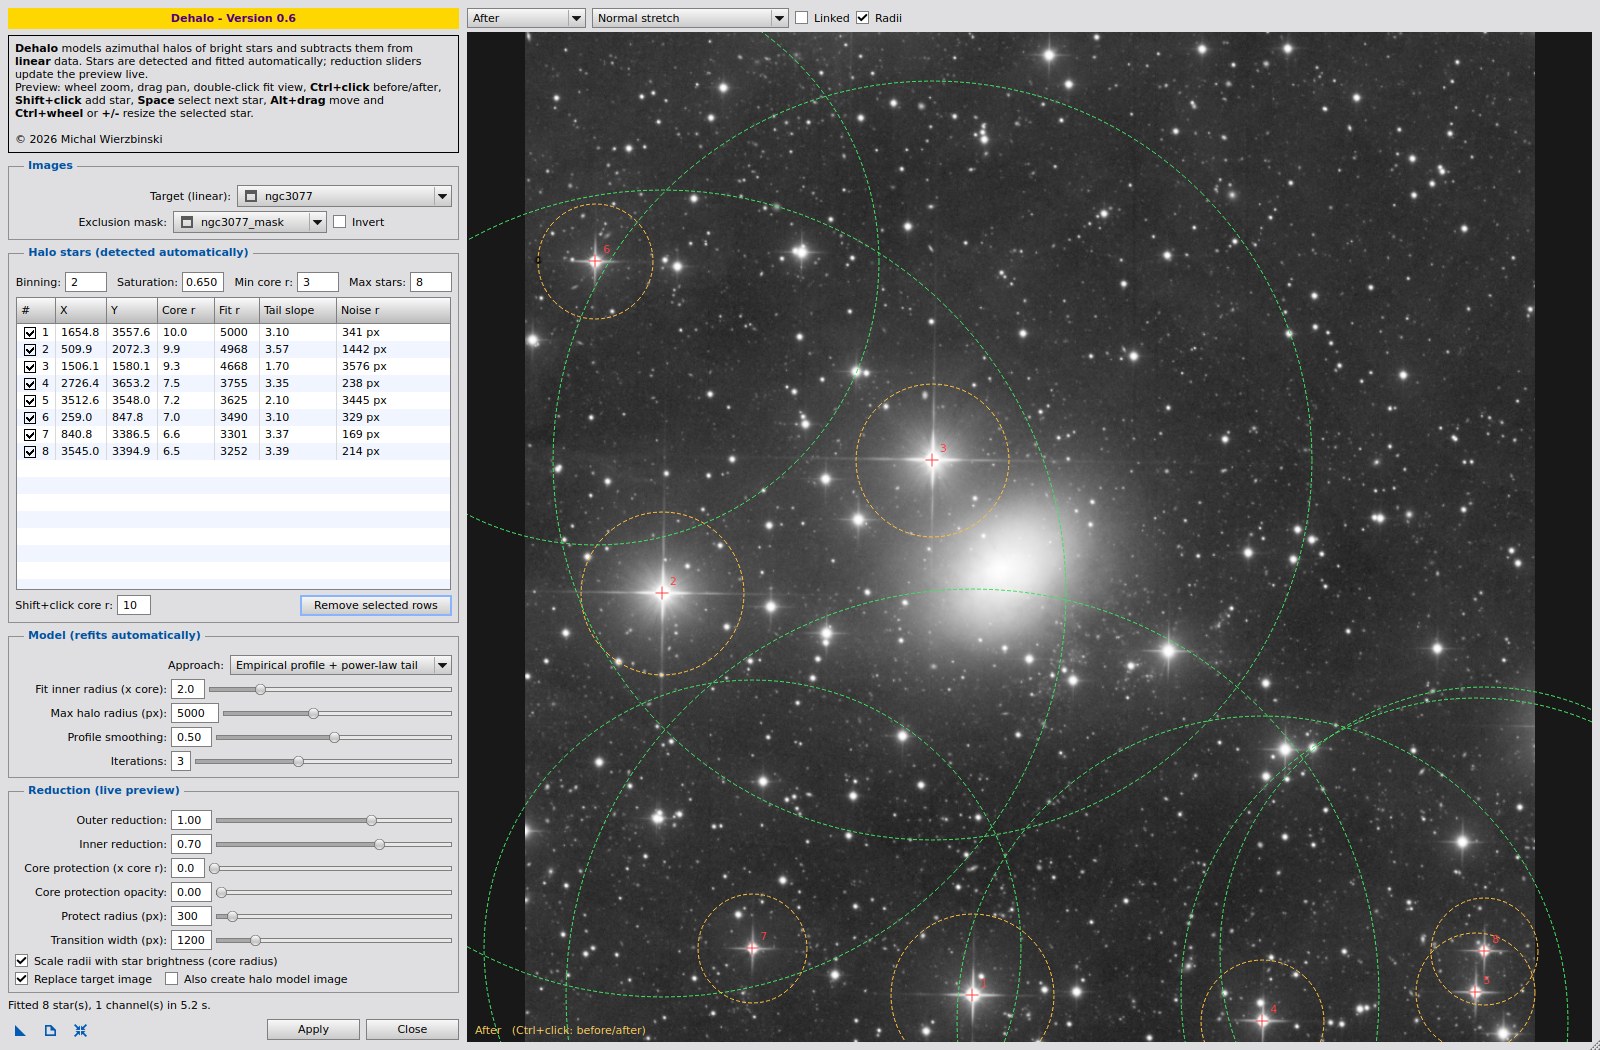 Dehalo - Version 0.6
Dehalo models azimuthal halos of bright stars and subtracts them from
linear data. Stars are detected and fitted automatically; reduction sliders
update the preview live.
Preview: wheel zoom, drag pan, double-click fit view, Ctrl+click before/after,
Shift+click add star, Space select next star, Alt+drag move and
Ctrl+wheel or +/- resize the selected star.
© 2026 Michal Wierzbinski
Images
Target (linear): ngc3077
Exclusion mask: ngc3077_mask Invert
Halo stars (detected automatically)
Binning: 2 Saturation: 0.650 Min core r: 3 Max stars: 8
# X Y Core r Fit r Tail slope Noise r
1 1654.8 3557.6 10.0 5000 3.10 341 px
2 509.9 2072.3 9.9 4968 3.57 1442 px
3 1506.1 1580.1 9.3 4668 1.70 3576 px
4 2726.4 3653.2 7.5 3755 3.35 238 px
5 3512.6 3548.0 7.2 3625 2.10 3445 px
6 259.0 847.8 7.0 3490 3.10 329 px
7 840.8 3386.5 6.6 3301 3.37 169 px
8 3545.0 3394.9 6.5 3252 3.39 214 px
Shift+click core r: 10 Remove selected rows
Model (refits automatically)
Approach: Empirical profile + power-law tail
Fit inner radius (x core): 2.0
Max halo radius (px): 5000
Profile smoothing: 0.50
Iterations: 3
Reduction (live preview)
Outer reduction: 1.00
Inner reduction: 0.70
Core protection (x core r): 0.0
Core protection opacity: 0.00
Protect radius (px): 300
Transition width (px): 1200
Scale radii with star brightness (core radius)
Replace target image Also create halo model image
Fitted 8 star(s), 1 channel(s) in 5.2 s.
Apply Close
After Normal stretch Linked Radii
6
3
2
7
8
1
5
4
After (Ctrl+click: before/after)